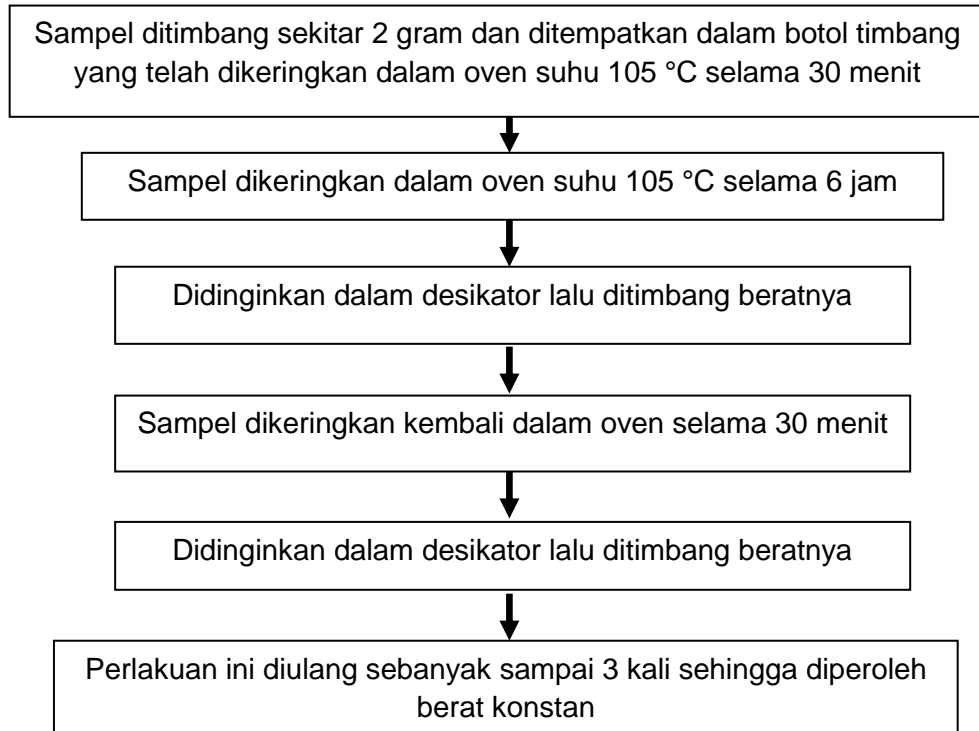 Sampel ditimbang sekitar 2 gram dan ditempatkan dalam botol timbang
yang telah dikeringkan dalam oven suhu 105 °C selama 30 menit
Sampel dikeringkan dalam oven suhu 105 °C selama 6 jam
Didinginkan dalam desikator lalu ditimbang beratnya
Sampel dikeringkan kembali dalam oven selama 30 menit
Didinginkan dalam desikator lalu ditimbang beratnya
Perlakuan ini diulang sebanyak sampai 3 kali sehingga diperoleh
berat konstan